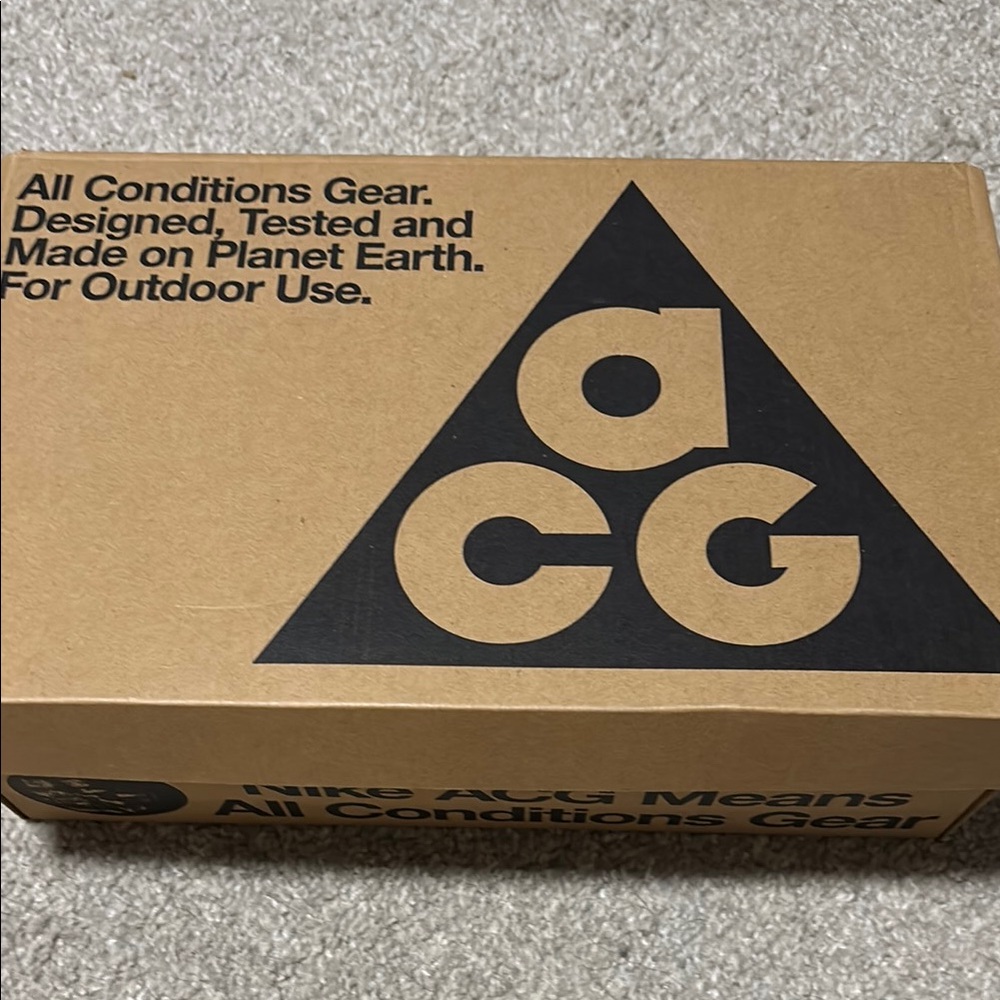 All Conditions Gear.
Designed, Tested and
Made on Planet Earth.
For Outdoor Use.
a
CG
Nike ACG Means
All Conditions Gear